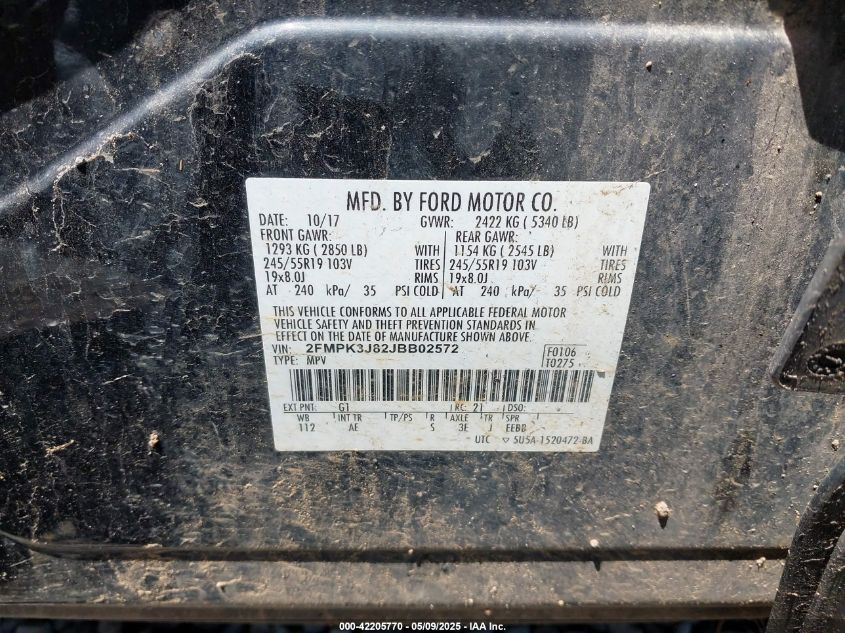 MFD. BY FORD MOTOR CO.
DATE: 10/17 GVWR: 2422 KG ( 5340 LB)
FRONT GAWR: REAR GAWR:
1293 KG ( 2850 LB) WITH 1154 KG ( 2545 LB) WITH
245/55R19 103V TIRES 245/55R19 103V TIRES
19x8.0J RIMS 19x8.0J RIMS
AT 240 kPa/ 35 PSI COLD AT 240 kPa/ 35 PSI COLD
THIS VEHICLE CONFORMS TO ALL APPLICABLE FEDERAL MOTOR
VEHICLE SAFETY AND THEFT PREVENTION STANDARDS IN
EFFECT ON THE DATE OF MANUFACTURE SHOWN ABOVE.
VIN: 2FMPK3J82JBB02572 F0106
TYPE: MPV T0275
EXT PNT: G1 RC: 21 DSO:
WB INT TR TP/PS R AXLE TR SPR
112 AE S 3E J EEBB
UTC ▽ 5U5A-1520472-BA
000-42205770 - 05/09/2025 - IAA Inc.